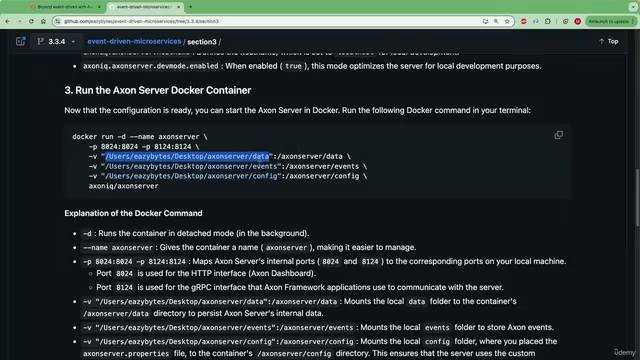 Beyond event-driven with A
event-driven-microservices/3.3.4
github.com/eazybytes/event-driven-microservices/tree/3.3.4/section3
Relaunch to update
3.3.4
event-driven-microservices / section3
Top
axoniq.axonserver.devmode.enabled : When enabled ( true ), this mode optimizes the server for local development purposes.
3. Run the Axon Server Docker Container
Now that the configuration is ready, you can start the Axon Server in Docker. Run the following Docker command in your terminal:
docker run -d --name axonserver \
-p 8024:8024 -p 8124:8124 \
-v "/Users/eazybytes/Desktop/axonserver/data":/axonserver/data \
-v "/Users/eazybytes/Desktop/axonserver/events":/axonserver/events \
-v "/Users/eazybytes/Desktop/axonserver/config":/axonserver/config \
axoniq/axonserver
Explanation of the Docker Command
-d : Runs the container in detached mode (in the background).
--name axonserver : Gives the container a name ( axonserver ), making it easier to manage.
-p 8024:8024 -p 8124:8124 : Maps Axon Server's internal ports ( 8024 and 8124 ) to the corresponding ports on your local machine.
Port 8024 is used for the HTTP interface (Axon Dashboard).
Port 8124 is used for the gRPC interface that Axon Framework applications use to communicate with the server.
-v "/Users/eazybytes/Desktop/axonserver/data":/axonserver/data : Mounts the local data folder to the container's
/axonserver/data directory to persist Axon Server's internal data.
-v "/Users/eazybytes/Desktop/axonserver/events":/axonserver/events : Mounts the local events folder to store Axon events.
-v "/Users/eazybytes/Desktop/axonserver/config":/axonserver/config : Mounts the local config folder, where you placed the
axonserver.properties file, to the container's /axonserver/config directory. This ensures that the server uses the custom
ûdemy